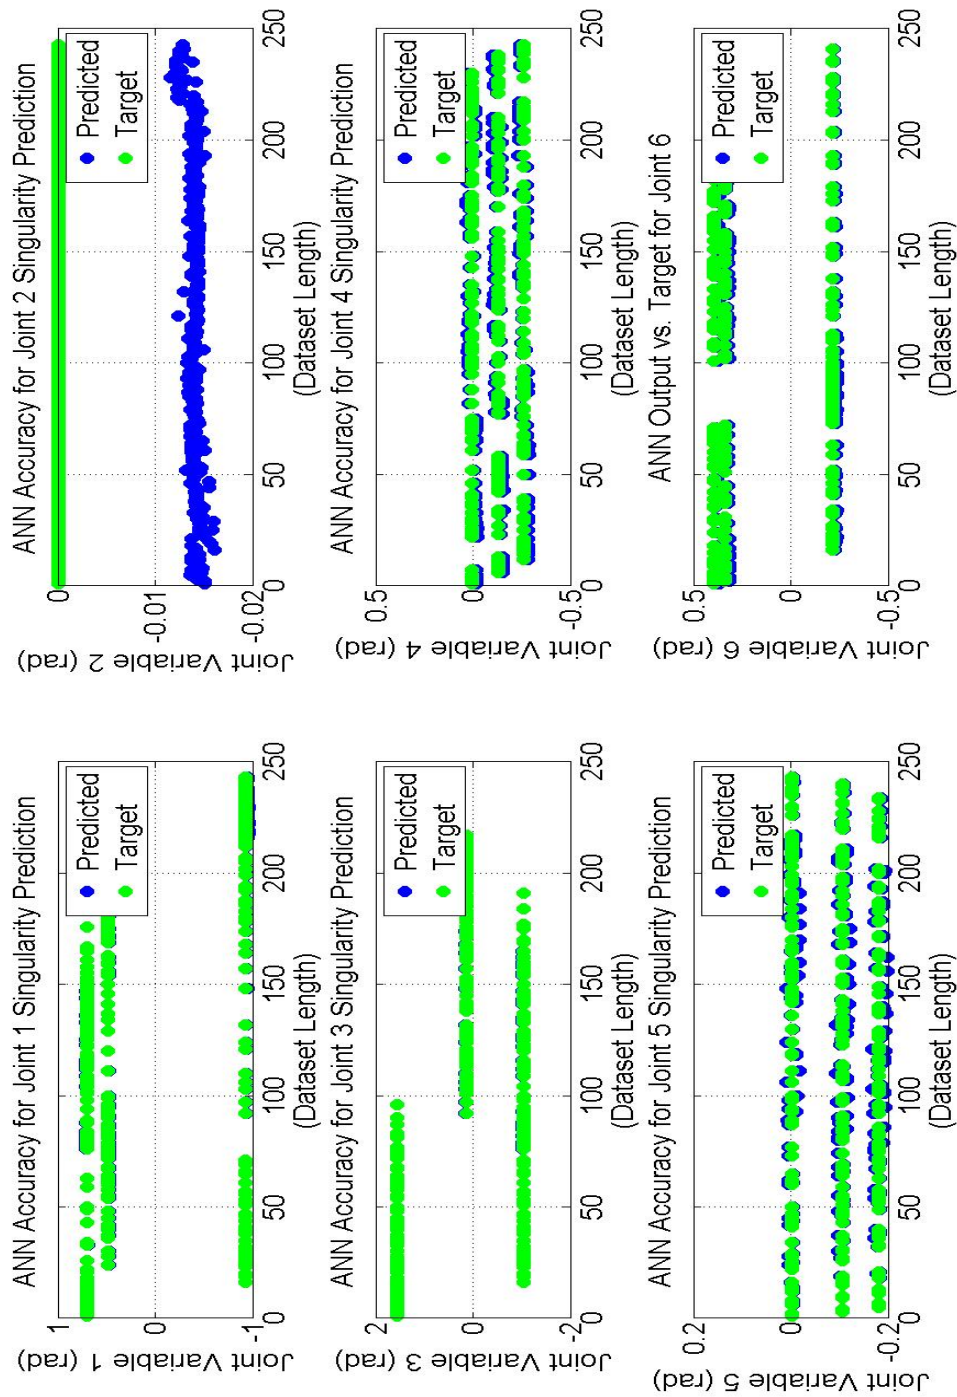 ANN Accuracy for Joint 1 Singularity Prediction
Joint Variable 1 (rad)
1
0
-1
Predicted
Target
0 50 100 150 200 250
(Dataset Length)
ANN Accuracy for Joint 2 Singularity Prediction
Joint Variable 2 (rad)
0
-0.01
-0.02
Predicted
Target
0 50 100 150 200 250
(Dataset Length)
ANN Accuracy for Joint 3 Singularity Prediction
Joint Variable 3 (rad)
2
0
-2
Predicted
Target
0 50 100 150 200 250
(Dataset Length)
ANN Accuracy for Joint 4 Singularity Prediction
Joint Variable 4 (rad)
0.5
0
-0.5
Predicted
Target
0 50 100 150 200 250
(Dataset Length)
ANN Accuracy for Joint 5 Singularity Prediction
Joint Variable 5 (rad)
0.2
0
-0.2
Predicted
Target
0 50 100 150 200 250
(Dataset Length)
ANN Output vs. Target for Joint 6
Joint Variable 6 (rad)
0.5
0
-0.5
Predicted
Target
0 50 100 150 200 250
(Dataset Length)